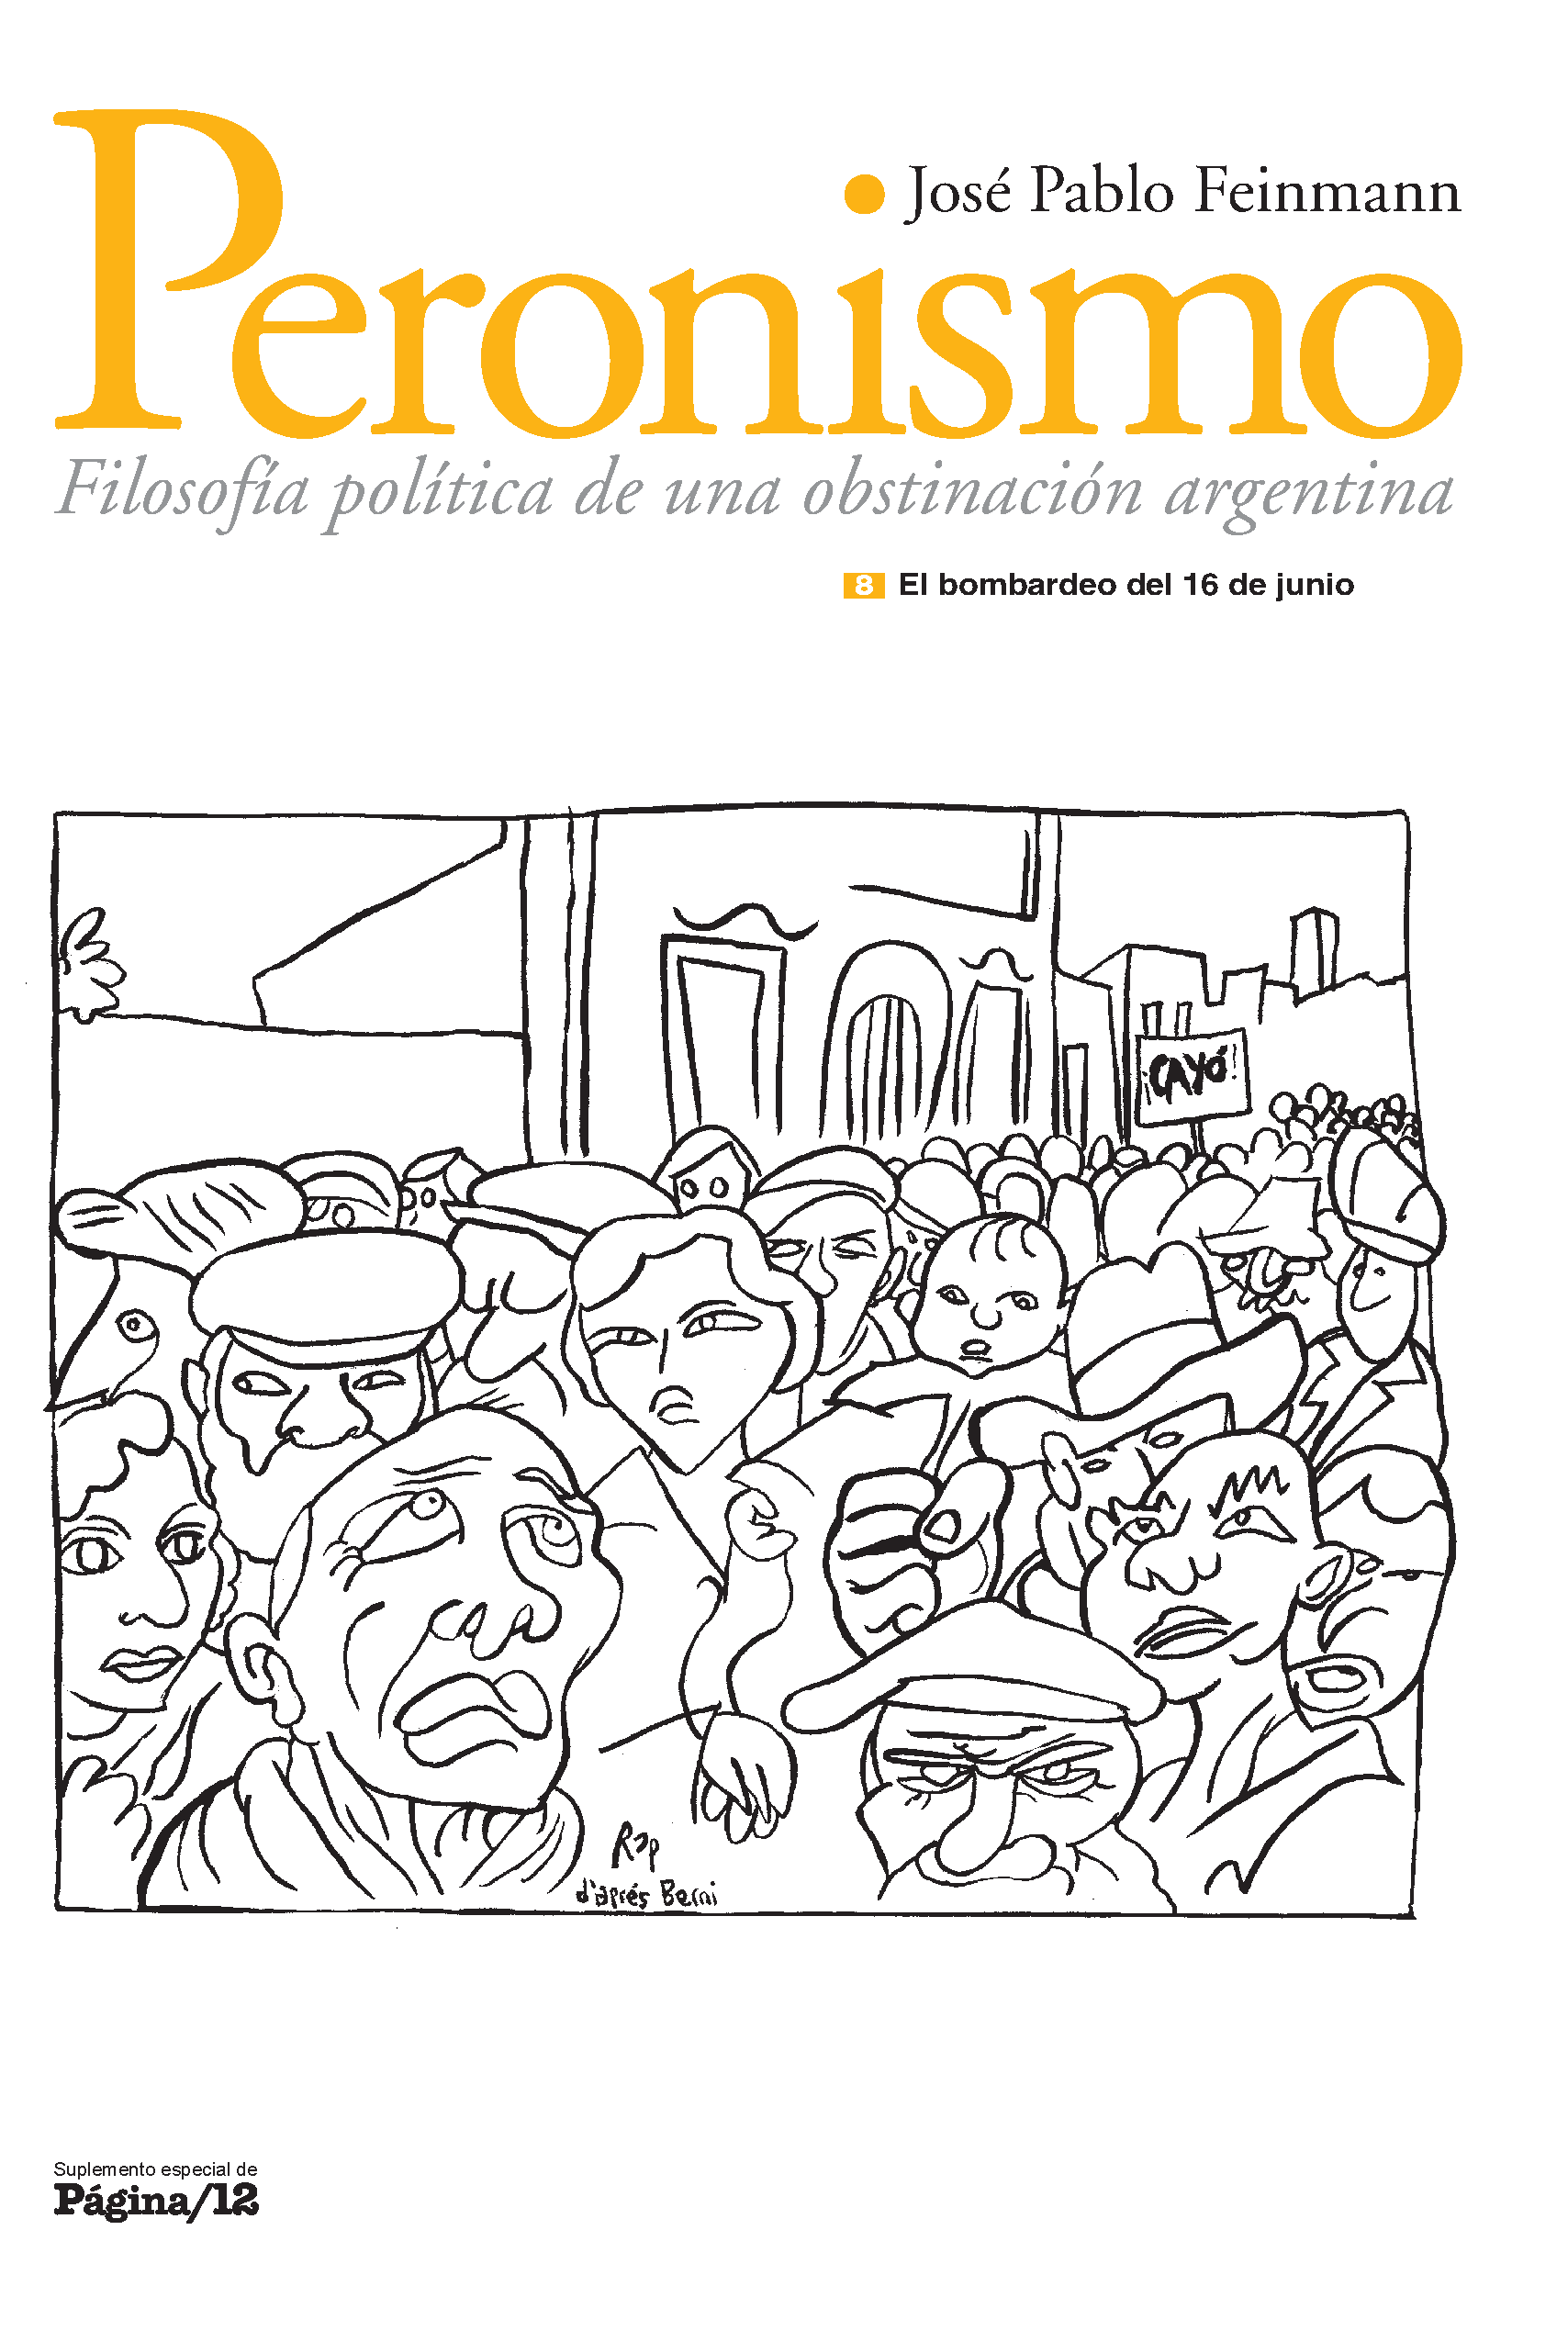 José Pablo Feinmann
Peronismo
Filosofía política de una obstinación argentina
8 El bombardeo del 16 de junio
¡CAYÓ!
Rep
d'aprés Berni
Suplemento especial de
Página/12